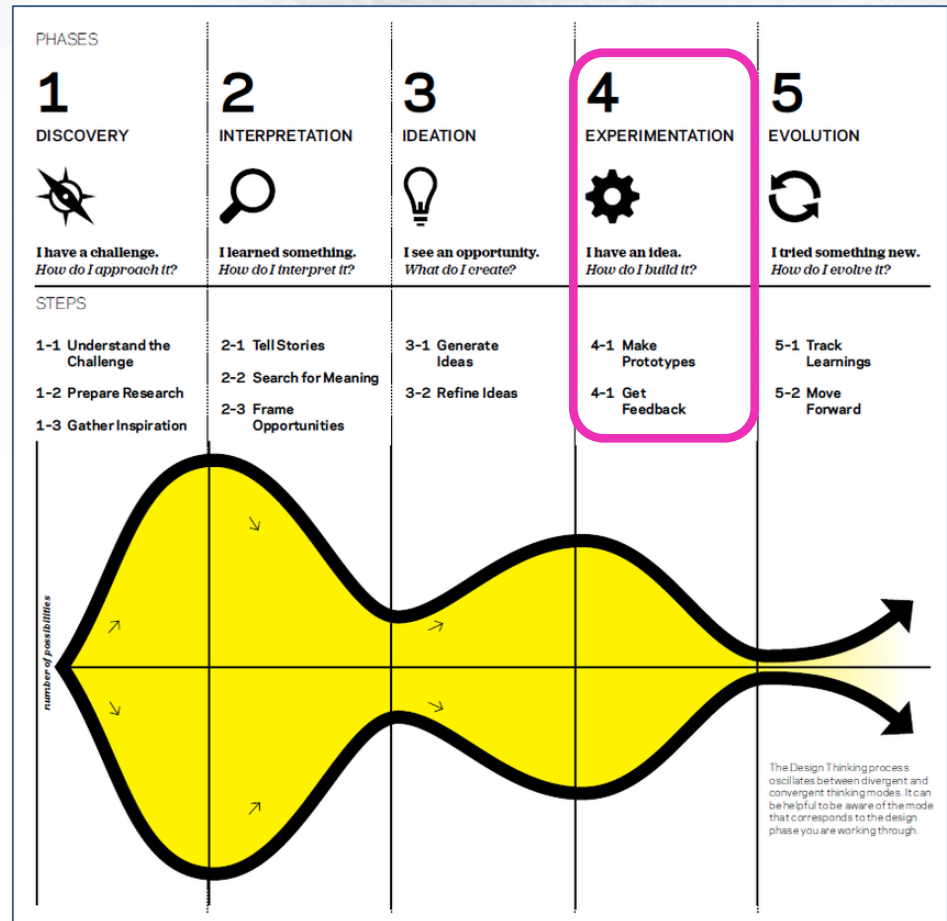 PHASES
1
DISCOVERY
I have a challenge.
How do I approach it?
2
INTERPRETATION
I learned something.
How do I interpret it?
3
IDEATION
I see an opportunity.
What do I create?
4
EXPERIMENTATION
I have an idea.
How do I build it?
5
EVOLUTION
I tried something new.
How do I evolve it?
STEPS
1-1 Understand the
Challenge
1-2 Prepare Research
1-3 Gather Inspiration
2-1 Tell Stories
2-2 Search for Meaning
2-3 Frame
Opportunities
3-1 Generate
Ideas
3-2 Refine Ideas
4-1 Make
Prototypes
4-1 Get
Feedback
5-1 Track
Learnings
5-2 Move
Forward
number of possibilities
The Design Thinking process
oscillates between divergent and
convergent thinking modes. It can
be helpful to be aware of the mode
that corresponds to the design
phase you are working through.